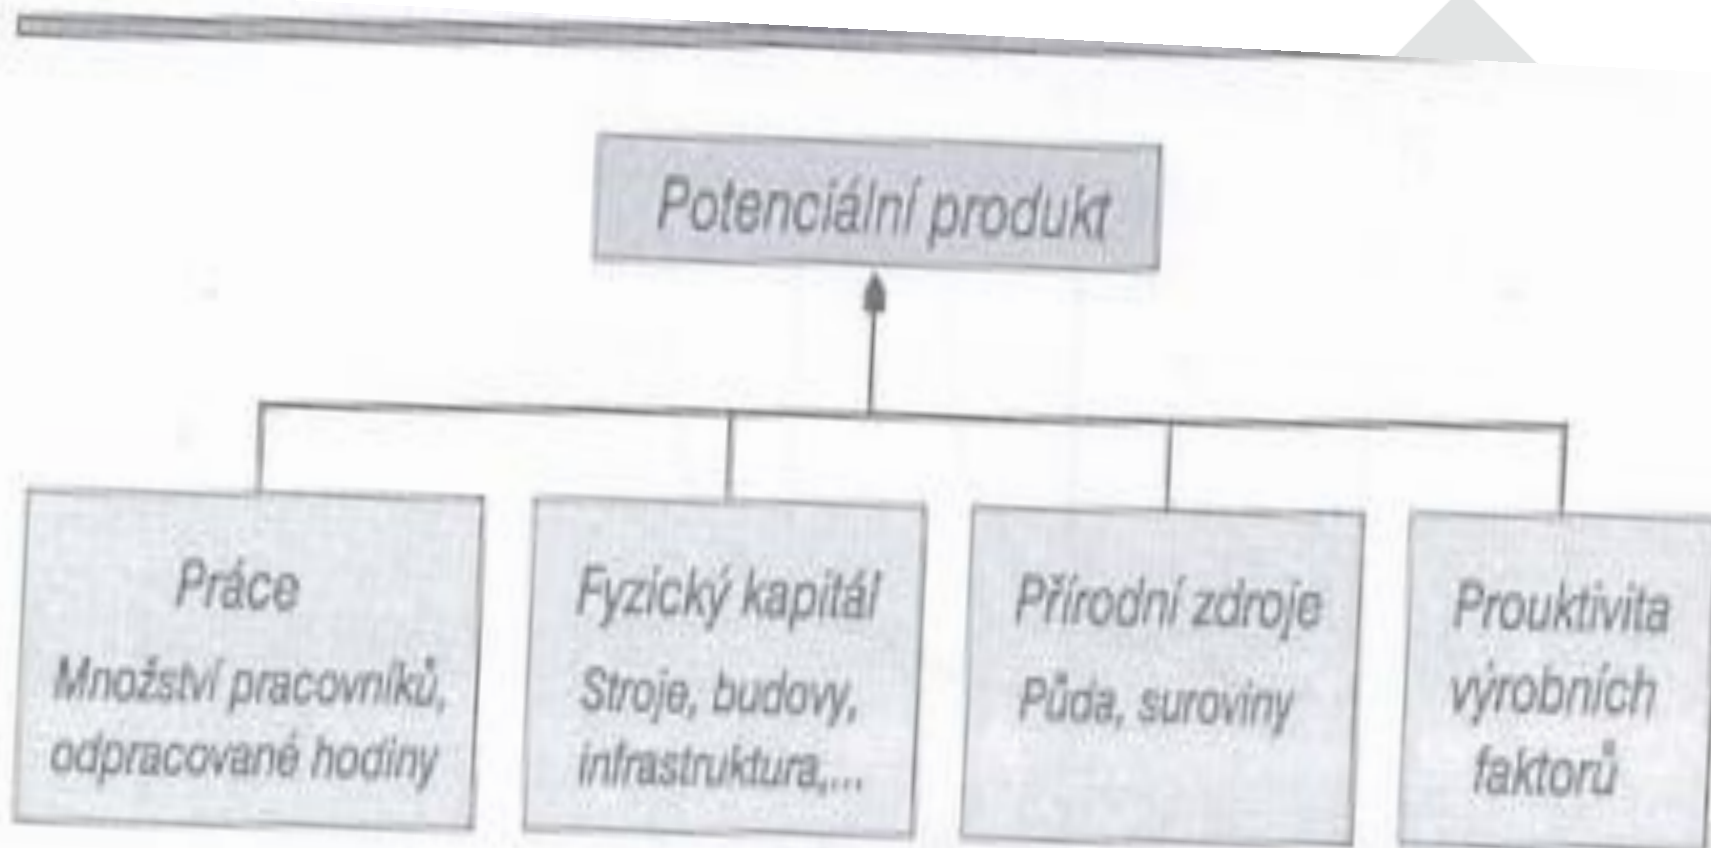 Potenciální produkt
Práce
Množství pracovníků,
odpracované hodiny
Fyzický kapitál
Stroje, budovy,
infrastruktura,...
Přírodní zdroje
Půda, suroviny
Prouktivita
výrobních
faktorů